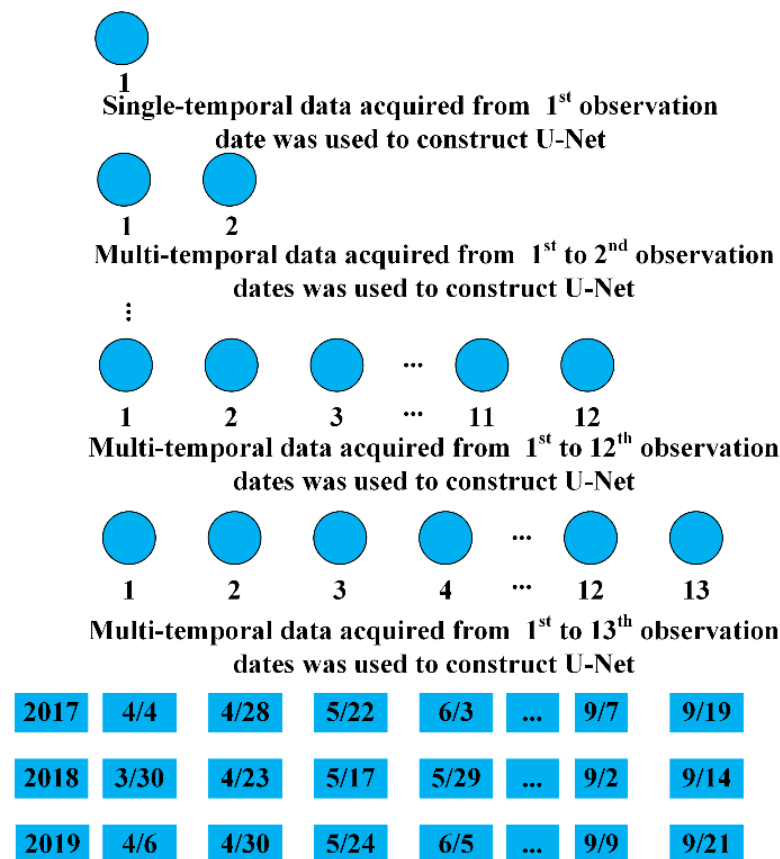 1
Single-temporal data acquired from 1st observation
date was used to construct U-Net
1 2
Multi-temporal data acquired from 1st to 2nd observation
dates was used to construct U-Net
⋮
...
1 2 3 ... 11 12
Multi-temporal data acquired from 1st to 12th observation
dates was used to construct U-Net
...
1 2 3 4 ... 12 13
Multi-temporal data acquired from 1st to 13th observation
dates was used to construct U-Net
2017 4/4 4/28 5/22 6/3 ... 9/7 9/19
2018 3/30 4/23 5/17 5/29 ... 9/2 9/14
2019 4/6 4/30 5/24 6/5 ... 9/9 9/21